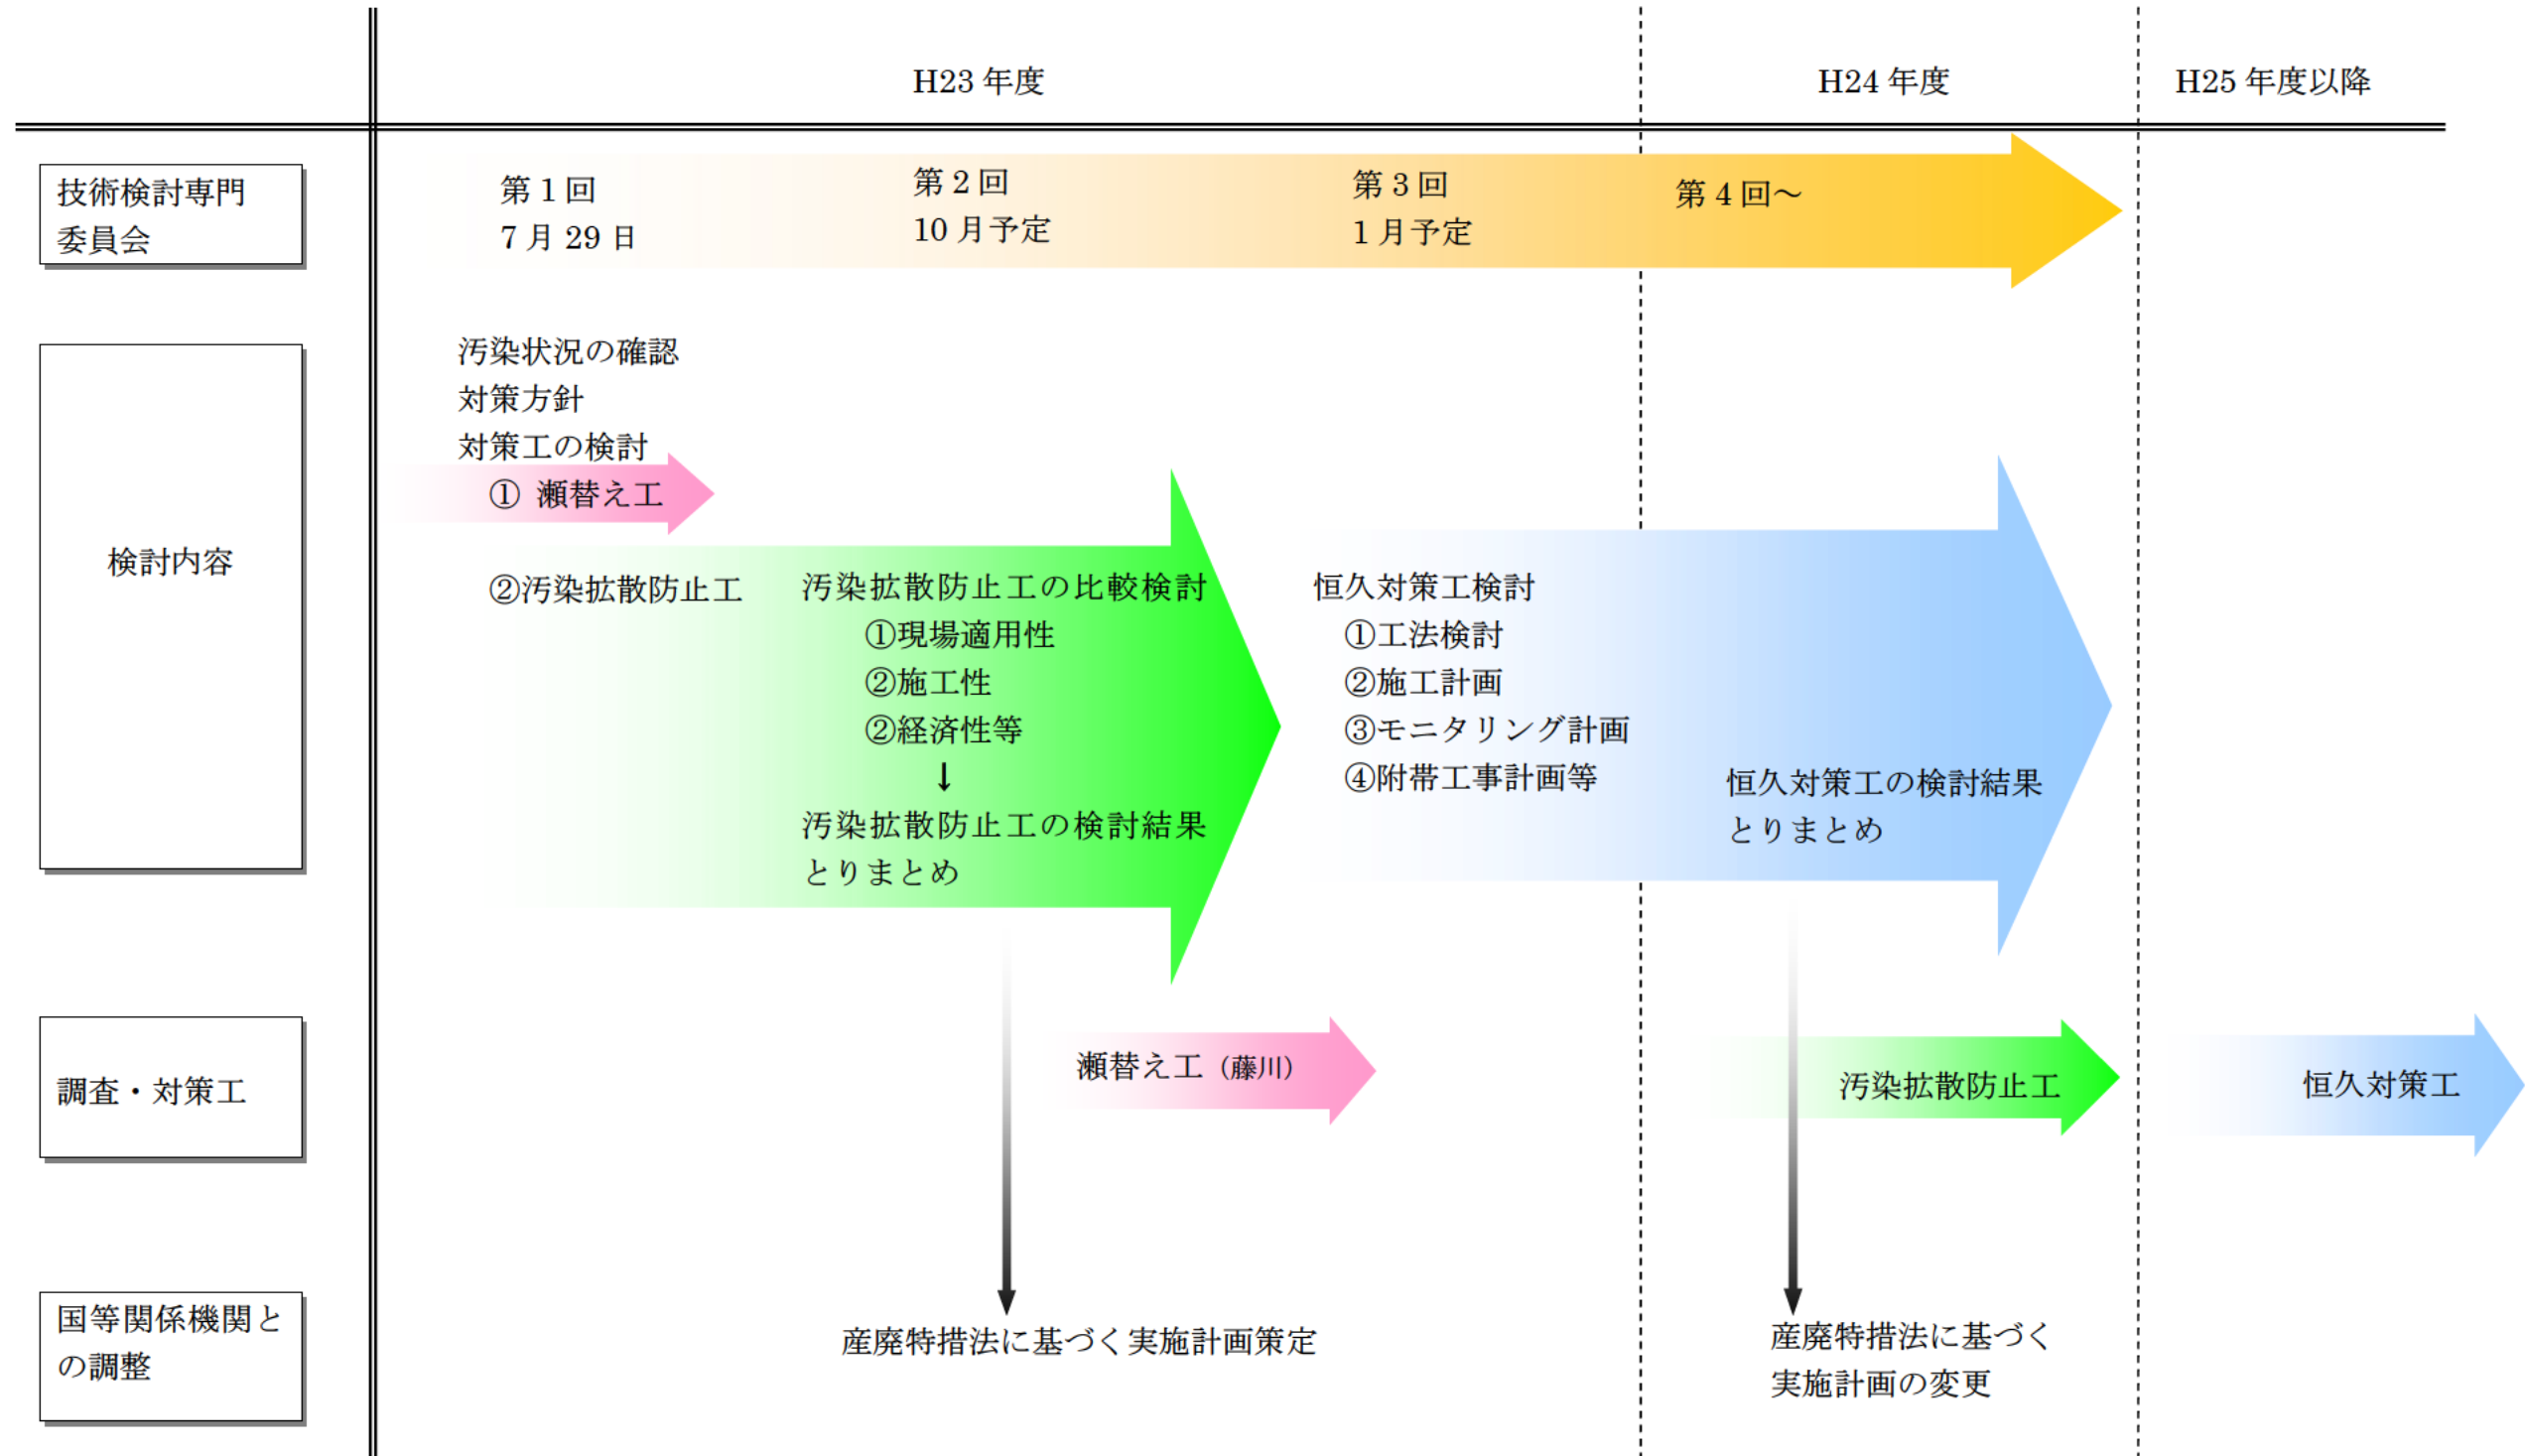 H23 年度
H24 年度
H25 年度以降
技術検討専門
委員会
第 1 回
7 月 29 日
第 2 回
10 月予定
第 3 回
1 月予定
第 4 回～
検討内容
汚染状況の確認
対策方針
対策工の検討
① 瀬替え工
②汚染拡散防止工
汚染拡散防止工の比較検討
①現場適用性
②施工性
②経済性等
↓
汚染拡散防止工の検討結果
とりまとめ
恒久対策工検討
①工法検討
②施工計画
③モニタリング計画
④附帯工事計画等
恒久対策工の検討結果
とりまとめ
調査・対策工
瀬替え工（藤川）
汚染拡散防止工
恒久対策工
国等関係機関と
の調整
産廃特措法に基づく実施計画策定
産廃特措法に基づく
実施計画の変更